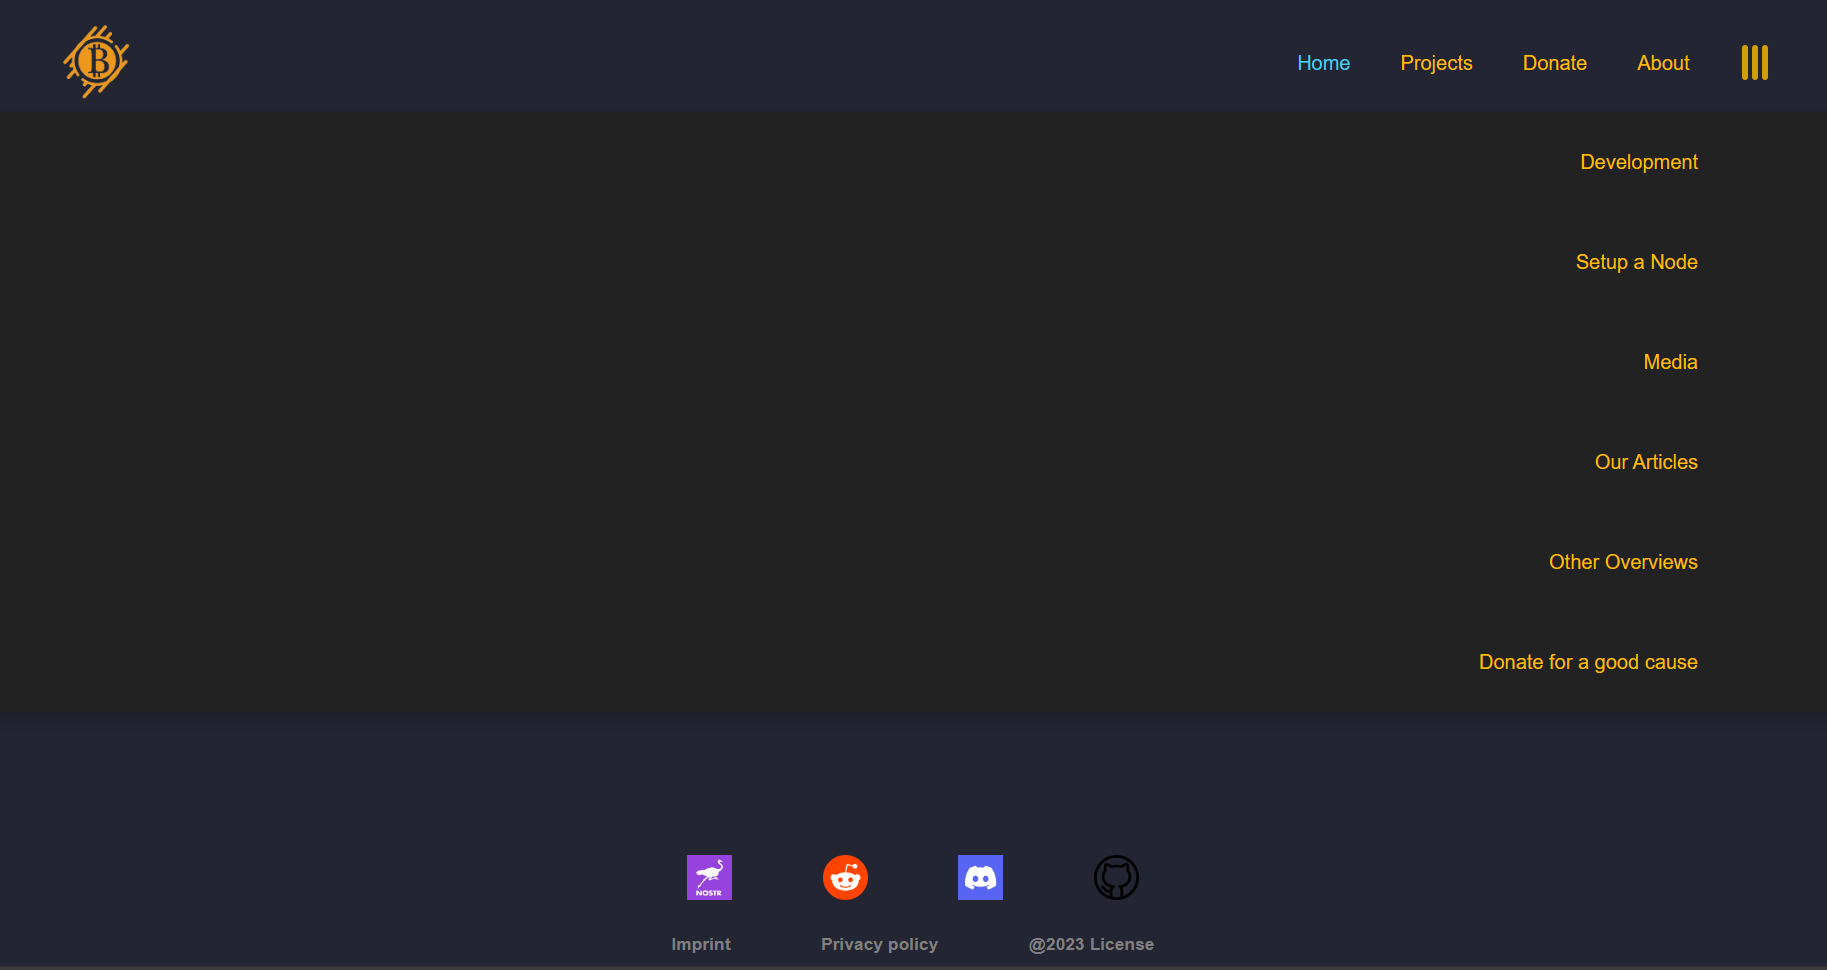 Home Projects Donate About
Development
Setup a Node
Media
Our Articles
Other Overviews
Donate for a good cause
NOSTR
Imprint Privacy policy @2023 License